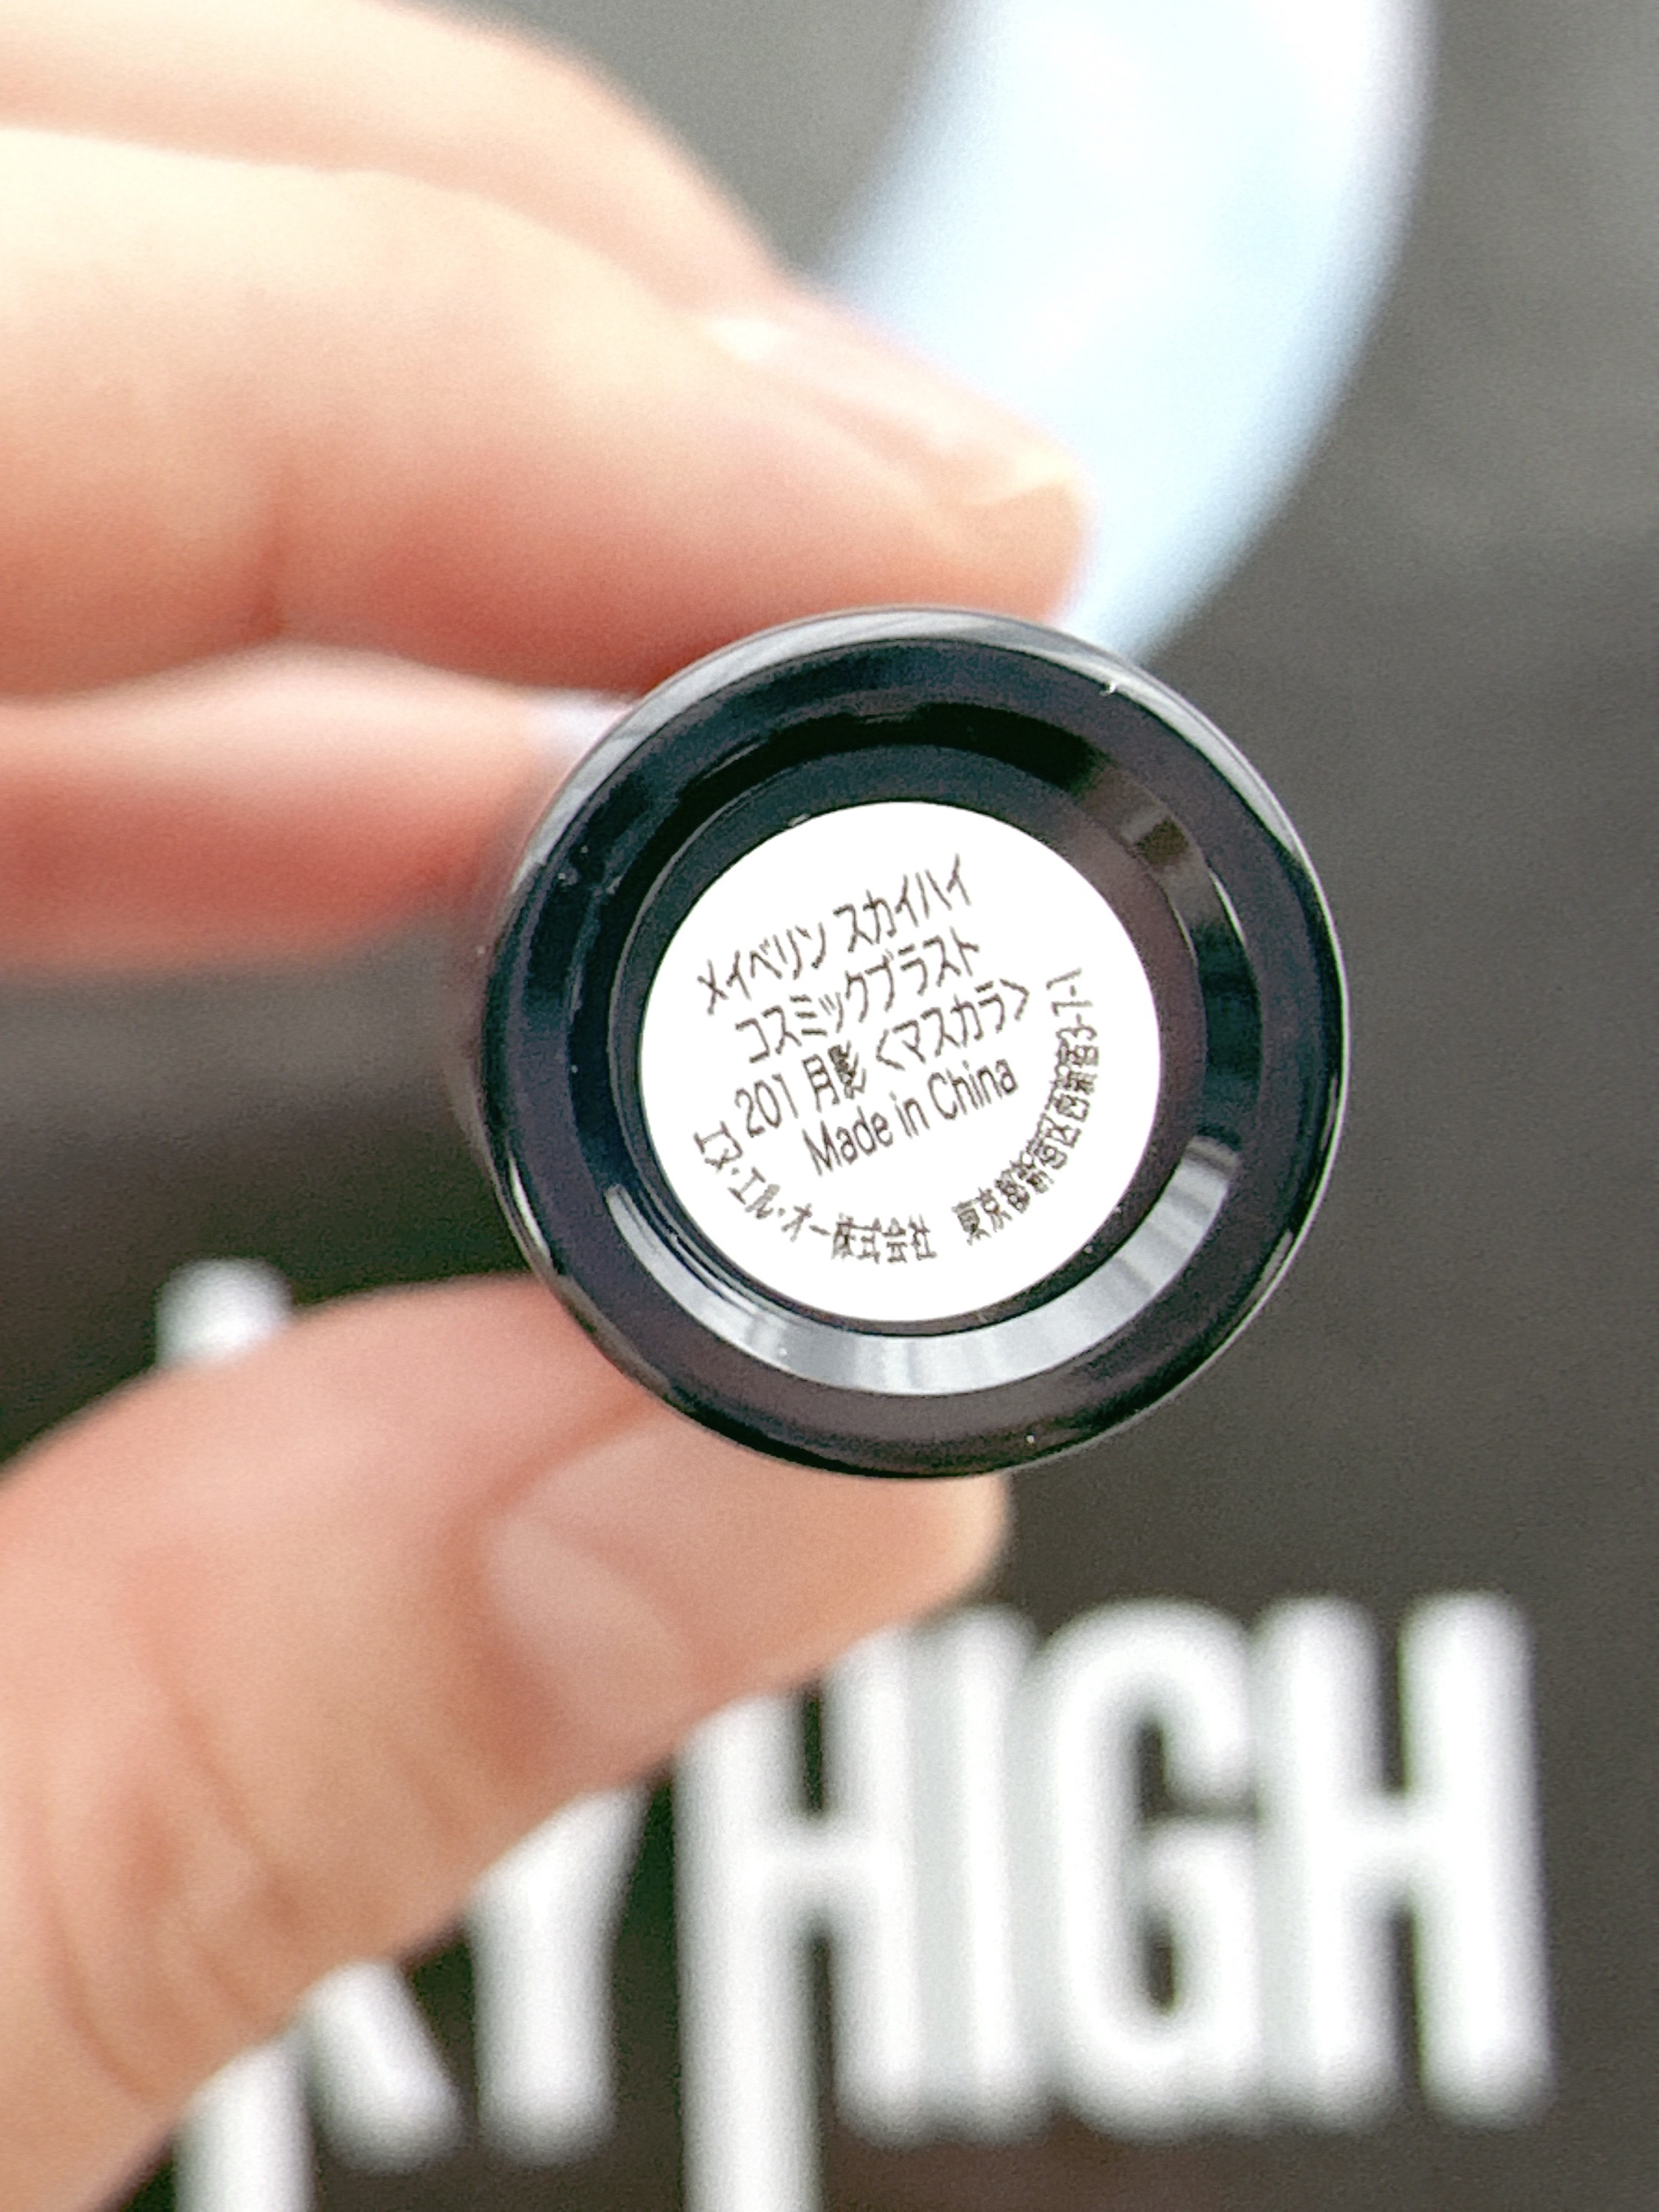 メイベリン スカイハイ
コスミックブラスト
201 月影 <マスカラ>
Made in China
エヌ・エル・オー株式会社 東京都新宿区西新宿3-7-1
KY HIGH